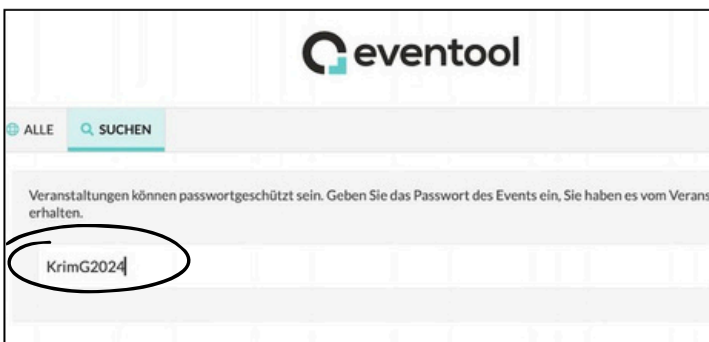 eventool
ALLE SUCHEN
Veranstaltungen können passwortgeschützt sein. Geben Sie das Passwort des Events ein, Sie haben es vom Verans
erhalten.
KrimG2024